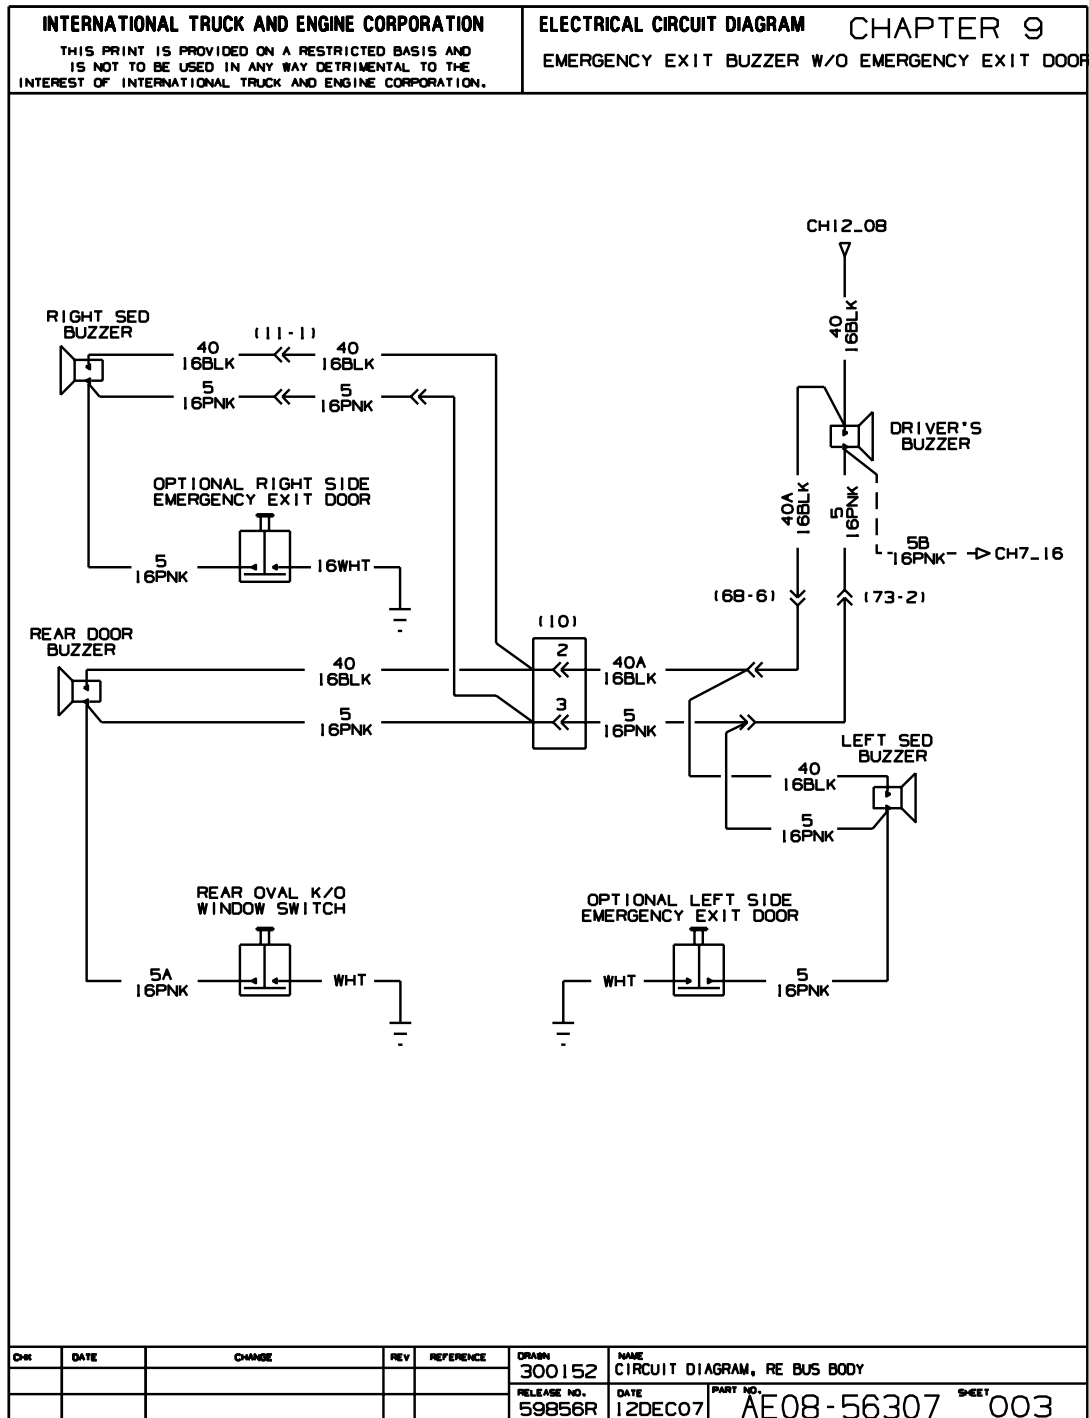 INTERNATIONAL TRUCK AND ENGINE CORPORATION
THIS PRINT IS PROVIDED ON A RESTRICTED BASIS AND
IS NOT TO BE USED IN ANY WAY DETRIMENTAL TO THE
INTEREST OF INTERNATIONAL TRUCK AND ENGINE CORPORATION.
ELECTRICAL CIRCUIT DIAGRAM CHAPTER 9
EMERGENCY EXIT BUZZER W/O EMERGENCY EXIT DOOR
CH12_08
40
16BLK
RIGHT SED
BUZZER
(11-1)
40
16BLK
40
16BLK
5
16PNK
5
16PNK
DRIVER'S
BUZZER
40A
16BLK
5
16PNK
5B
16PNK
CH7_16
OPTIONAL RIGHT SIDE
EMERGENCY EXIT DOOR
5
16PNK
16WHT
(68-6)
(73-2)
REAR DOOR
BUZZER
(10)
2
3
40
16BLK
40A
16BLK
5
16PNK
5
16PNK
LEFT SED
BUZZER
40
16BLK
5
16PNK
REAR OVAL K/O
WINDOW SWITCH
5A
16PNK
WHT
OPTIONAL LEFT SIDE
EMERGENCY EXIT DOOR
WHT
5
16PNK
CHK DATE CHANGE REV REFERENCE
DRAWN
300152
NAME
CIRCUIT DIAGRAM, RE BUS BODY
RELEASE NO.
59856R
DATE
12DEC07
PART NO.
AE08-56307
SHEET
003